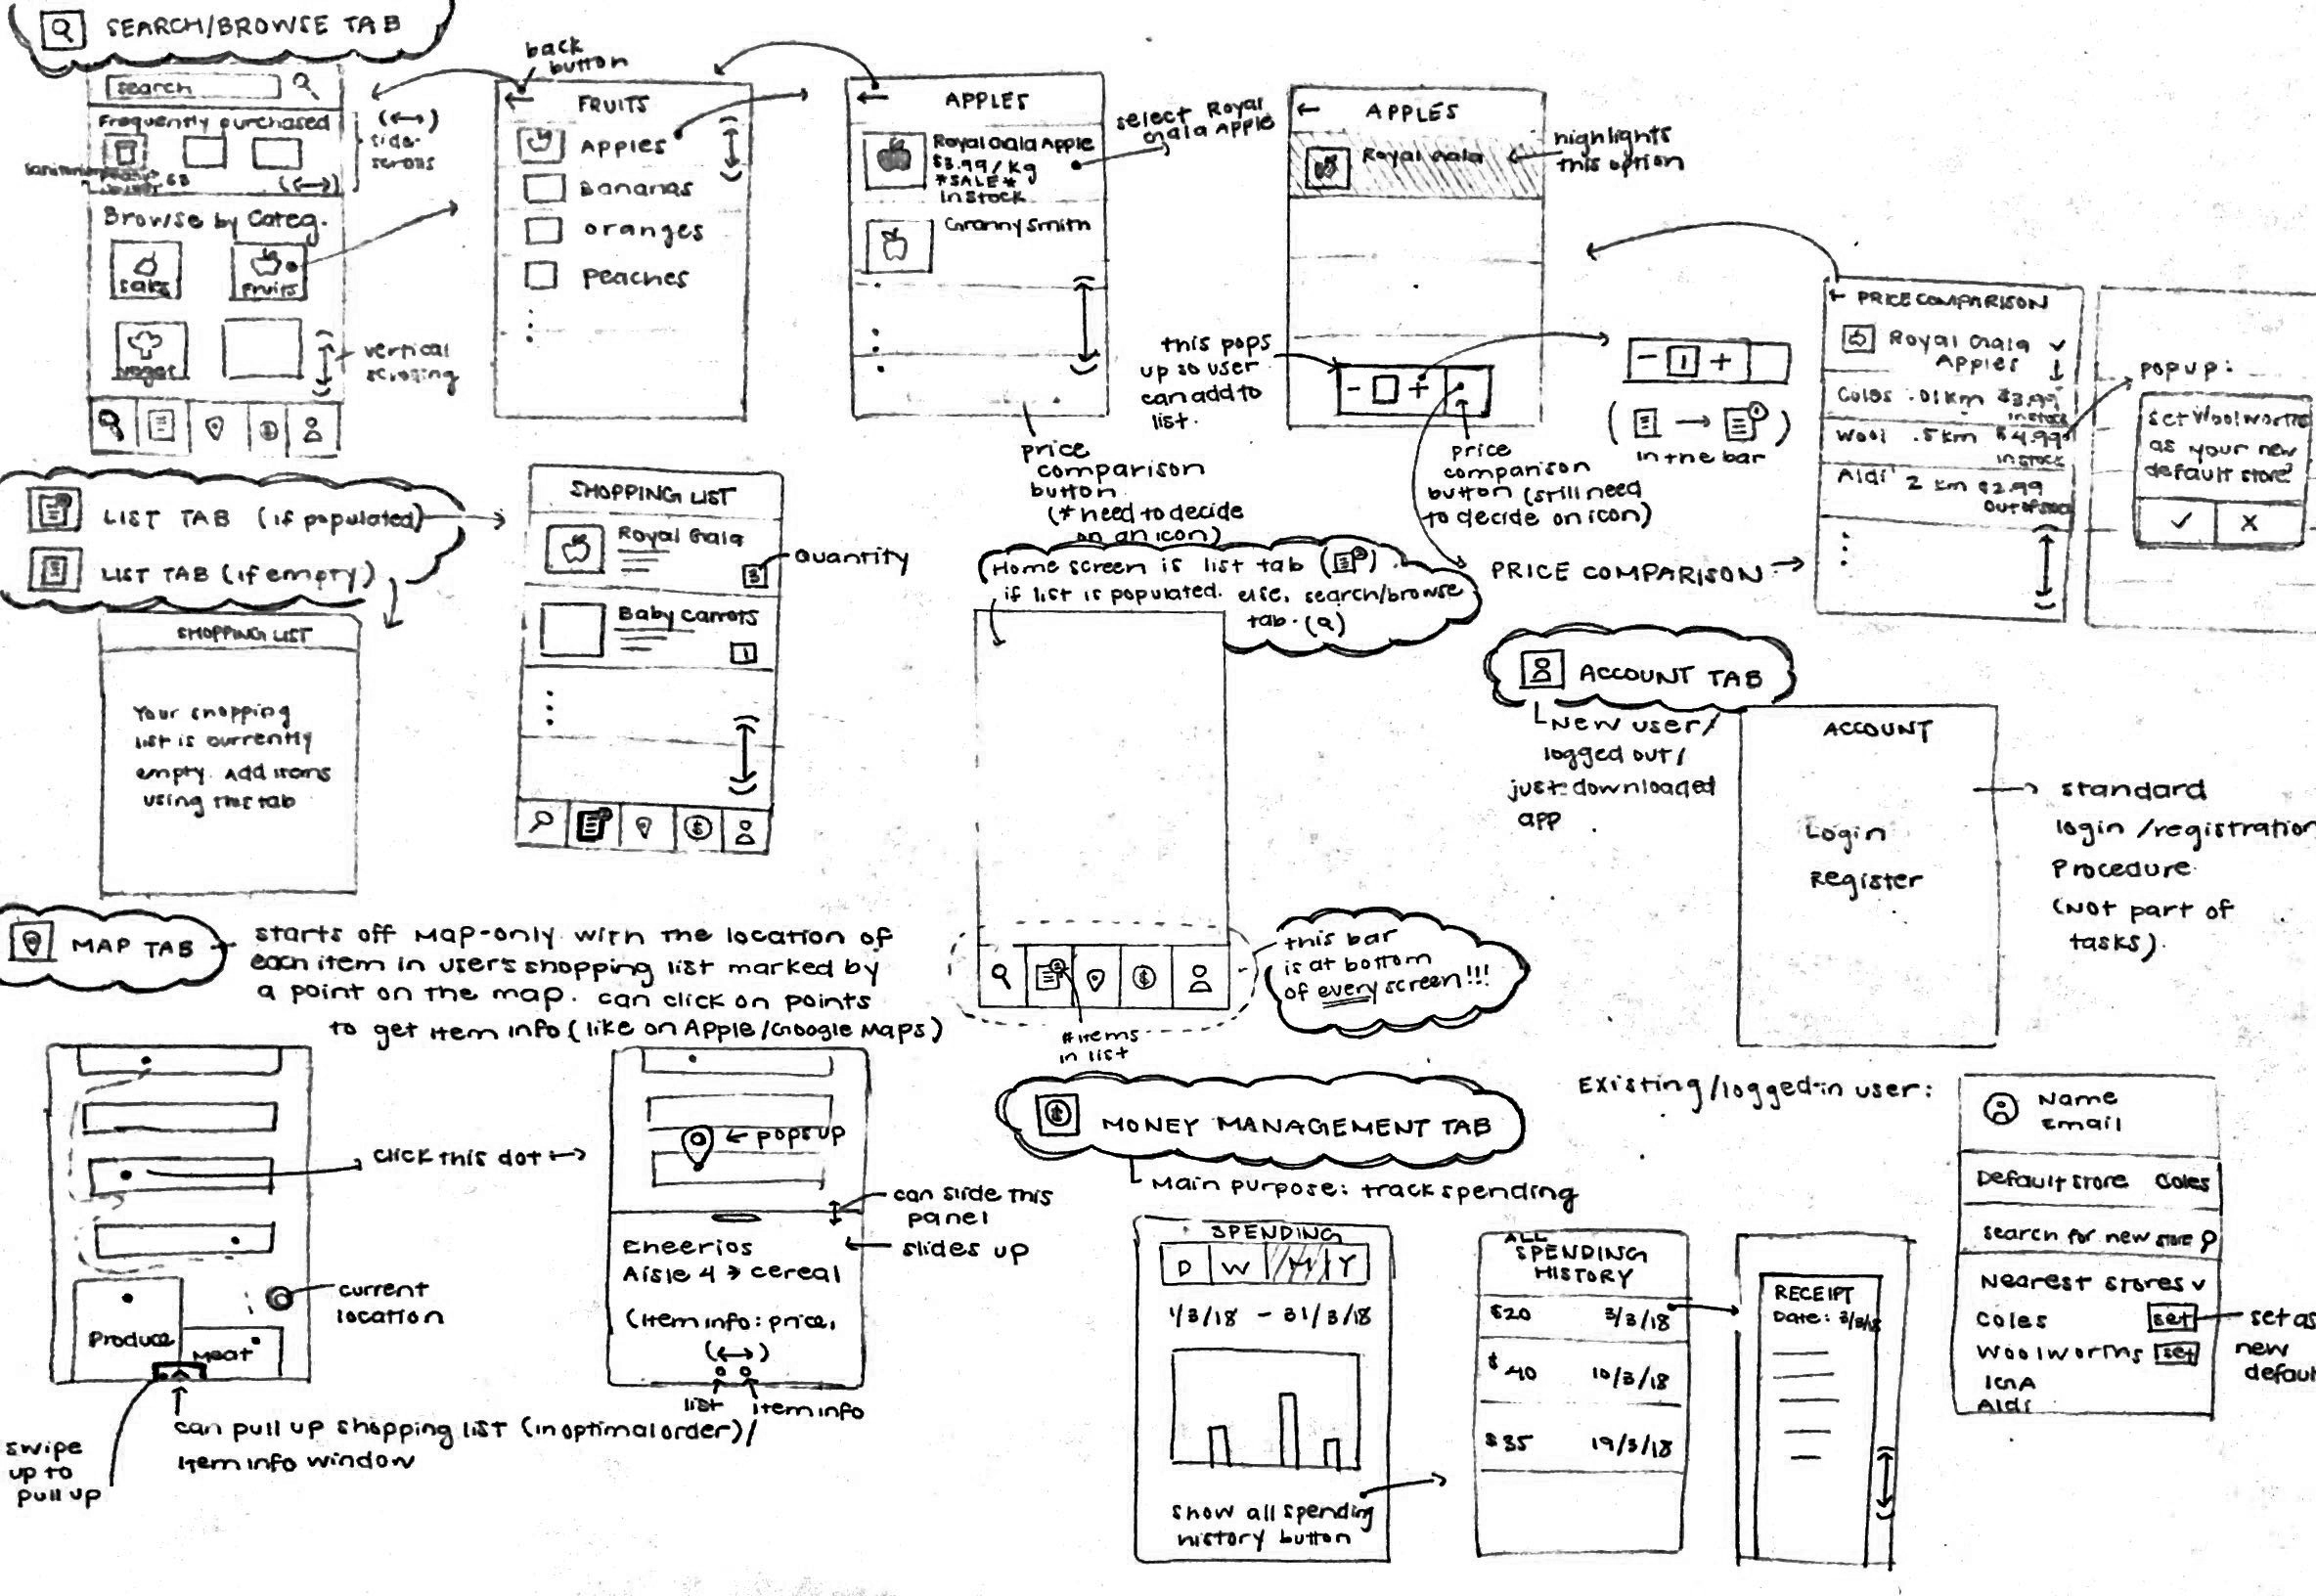 SEARCH/BROWSE TAB
search
Frequently purchased
(↔)
side-
scrolls
(↔)
Browse by Categ.
sales
fruits
veges
vertical
scrolling
back
button
← FRUITS
Apples
Bananas
oranges
peaches
← APPLES
Royal Gala Apple
$3.99/kg
*SALE*
in stock
Granny Smith
select Royal
Gala Apple
price
comparison
button
(* need to decide
on an icon)
← APPLES
Royal Gala
highlights
this option
this pops
up so user
can add to
list.
- +
price
comparison
button (still need
to decide on icon)
- 1 +
( → )
in the bar
PRICE COMPARISON →
← PRICE COMPARISON
Royal Gala
Apples
Coles .01 km $3.99
in stock
Wool .5 km $4.99
in stock
Aldi 2 km $2.99
out of stock
popup:
set Woolworths
as your new
default store?
✓ X
LIST TAB (if populated)
LIST TAB (if empty)
SHOPPING LIST
Your shopping
list is currently
empty. Add items
using this tab
SHOPPING LIST
Royal Gala
quantity
Baby Carrots
1
Home screen is list tab ( )
if list is populated. else, search/browse
tab.
this bar
is at bottom
of every screen!!!
# items
in list
ACCOUNT TAB
New user/
logged out/
just downloaded
app
ACCOUNT
Login
Register
standard
login/registration
procedure
(Not part of
tasks).
MAP TAB
starts off map-only with the location of
each item in users shopping list marked by
a point on the map. can click on points
to get item info (like on Apple/Google Maps)
click this dot →
current
location
Produce
Meat
swipe
up to
pull up
can pull up shopping list (in optimal order)/
item info window
← pops up
can slide this
panel
← slides up
Cheerios
Aisle 4 → cereal
(item info: price,
(↔)
list
item info
MONEY MANAGEMENT TAB
Main purpose: track spending
SPENDING
D W M Y
1/3/18 - 31/3/18
show all spending
history button
ALL
SPENDING
HISTORY
$20 3/3/18
$40 10/3/18
$35 19/3/18
RECEIPT
Date: 3/3/18
Existing/logged-in user:
Name
Email
Default store Coles
search for new store
Nearest stores
Coles set
Woolworths set
IGA
Aldi
set as
new
default